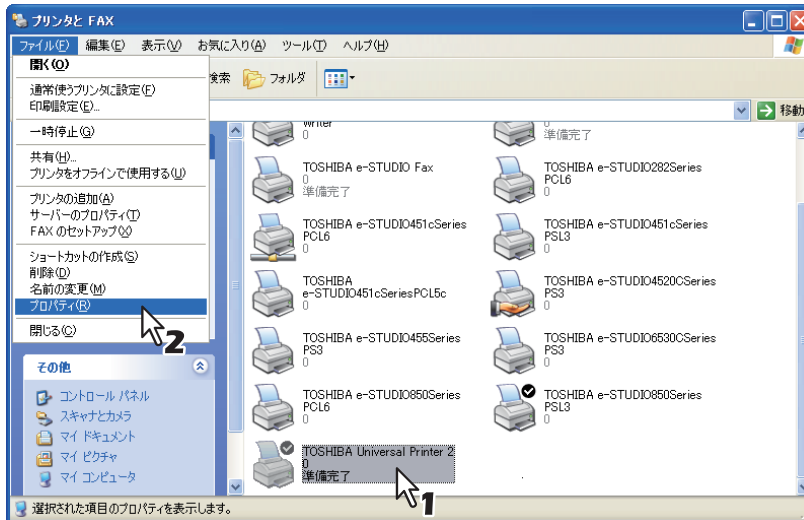 プリンタと FAX
ファイル(F) 編集(E) 表示(V) お気に入り(A) ツール(T) ヘルプ(H)
開く(O)
通常使うプリンタに設定(F)
印刷設定(E)...
一時停止(G)
共有(H)...
プリンタをオフラインで使用する(U)
プリンタの追加(A)
サーバーのプロパティ(T)
FAX のセットアップ(X)
ショートカットの作成(S)
削除(D)
名前の変更(M)
プロパティ(R)
閉じる(C)
2
検索 フォルダ
移動
その他
コントロール パネル
スキャナとカメラ
マイ ドキュメント
マイ ピクチャ
マイ コンピュータ
writer
0
0
準備完了
TOSHIBA e-STUDIO Fax
0
準備完了
TOSHIBA e-STUDIO282Series
PCL6
0
TOSHIBA e-STUDIO451cSeries
PCL6
0
TOSHIBA e-STUDIO451cSeries
PSL3
0
TOSHIBA
e-STUDIO451cSeriesPCL5c
0
TOSHIBA e-STUDIO4520CSeries
PS3
0
TOSHIBA e-STUDIO455Series
PS3
0
TOSHIBA e-STUDIO6530CSeries
PS3
0
TOSHIBA e-STUDIO850Series
PCL6
0
TOSHIBA e-STUDIO850Series
PSL3
0
TOSHIBA Universal Printer 2
0
準備完了
1
選択された項目のプロパティを表示します。